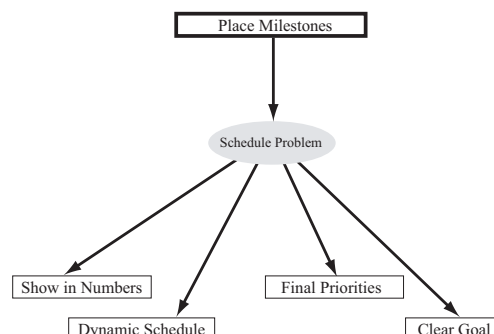 Place Milestones
Schedule Problem
Show in Numbers
Final Priorities
Dynamic Schedule
Clear Goal